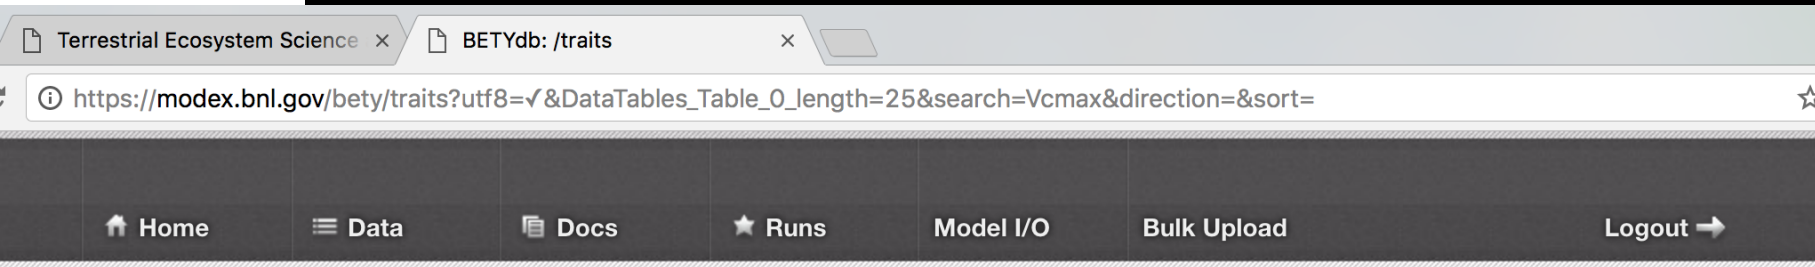 Terrestrial Ecosystem Science
BETYdb: /traits
https://modex.bnl.gov/bety/traits?utf8=✓&DataTables_Table_0_length=25&search=Vcmax&direction=&sort=
Home Data Docs Runs Model I/O Bulk Upload Logout